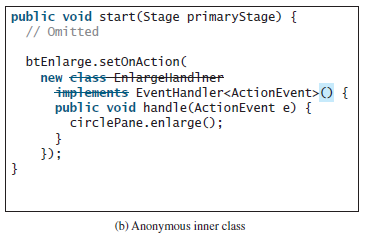 public void start(Stage primaryStage) {
  // Omitted

  btEnlarge.setOnAction(
    new class EnlargeHandlner
      implements EventHandler<ActionEvent>() {
      public void handle(ActionEvent e) {
        circlePane.enlarge();
      }
    });
}
(b) Anonymous inner class